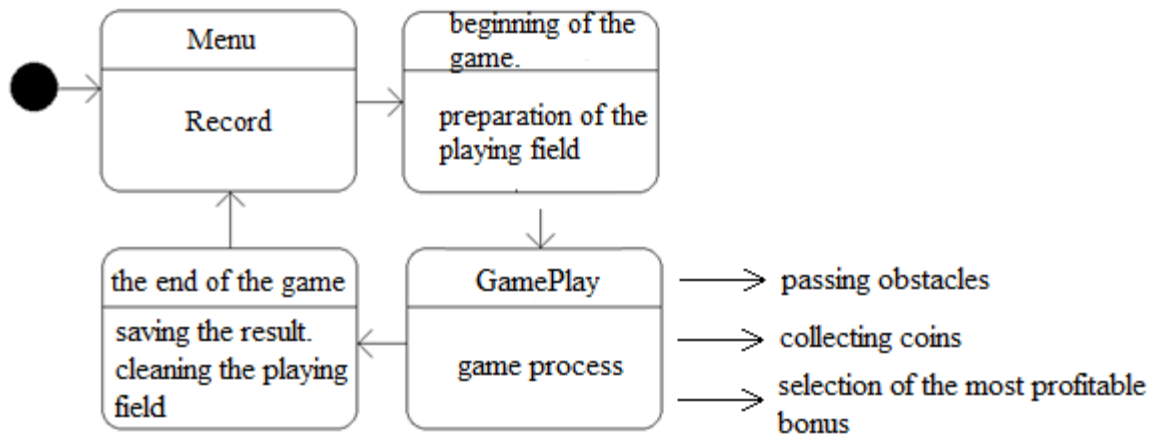 Menu
Record
beginning of the
game.
preparation of the
playing field
the end of the game
saving the result.
cleaning the playing
field
GamePlay
game process
passing obstacles
collecting coins
selection of the most profitable
bonus